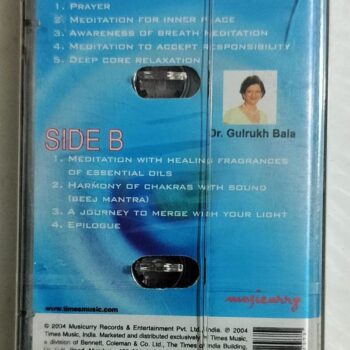 1. Prayer
2. Meditation for inner peace
3. Awareness of breath meditation
4. Meditation to accept responsibility
5. Deep core relaxation
Dr. Gulrukh Bala
SIDE B
1. Meditation with healing fragrances
of essential oils
2. Harmony of chakras with sound
(beej mantra)
3. A journey to merge with your light
4. Epilogue
www.timesmusic.com
musicurry
© 2004 Musicurry Records & Entertainment Pvt. Ltd., India. ℗ 2004
Times Music, India. Marketed and distributed exclusively by Times Music,
a division of Bennett, Coleman & Co. Ltd., The Times of India Building,